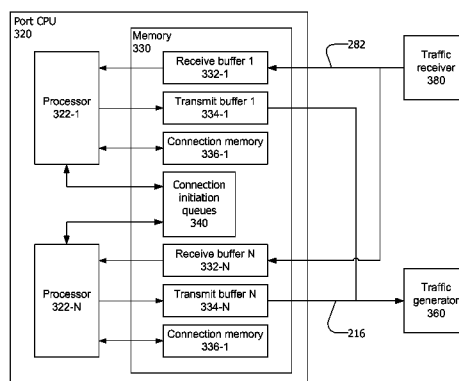 Port CPU
320
Memory
330
282
Receive buffer 1
332-1
Traffic
receiver
380
Processor
322-1
Transmit buffer 1
334-1
Connection memory
336-1
Connection
initiation
queues
340
Receive buffer N
332-N
Processor
322-N
Transmit buffer N
334-N
Traffic
generator
360
Connection memory
336-1
216